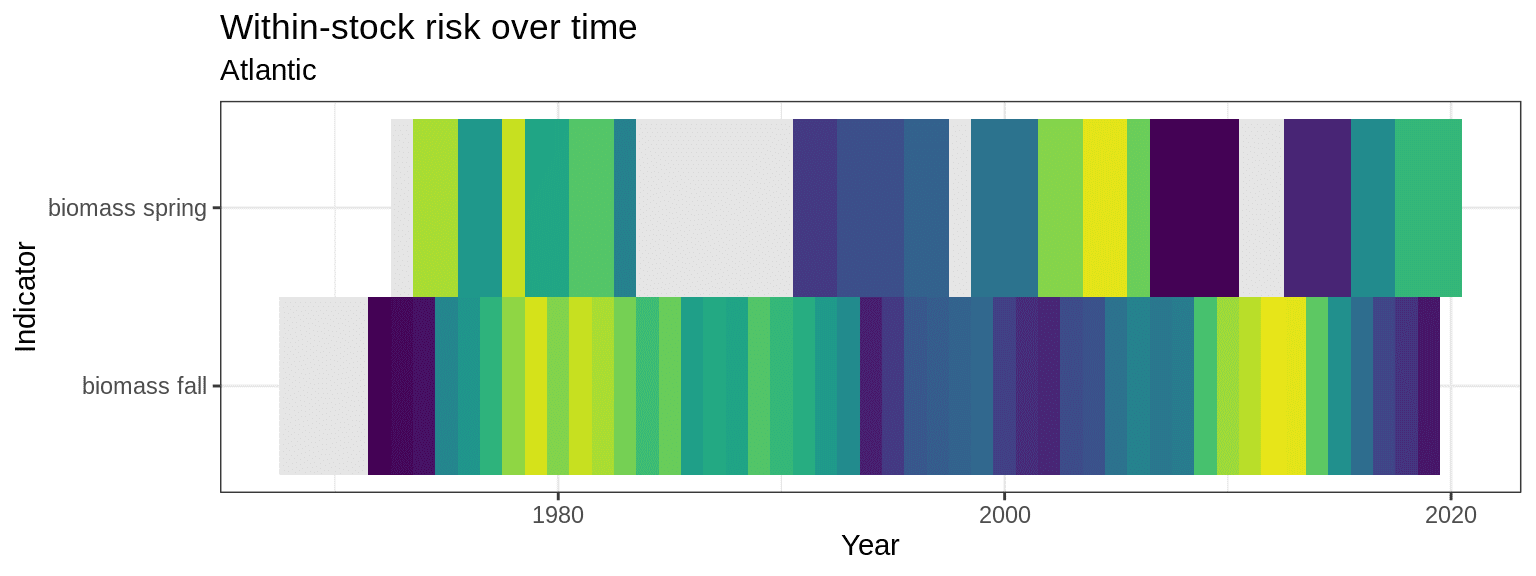 Within-stock risk over time
Atlantic
Indicator
biomass spring
biomass fall
1980 2000 2020
Year